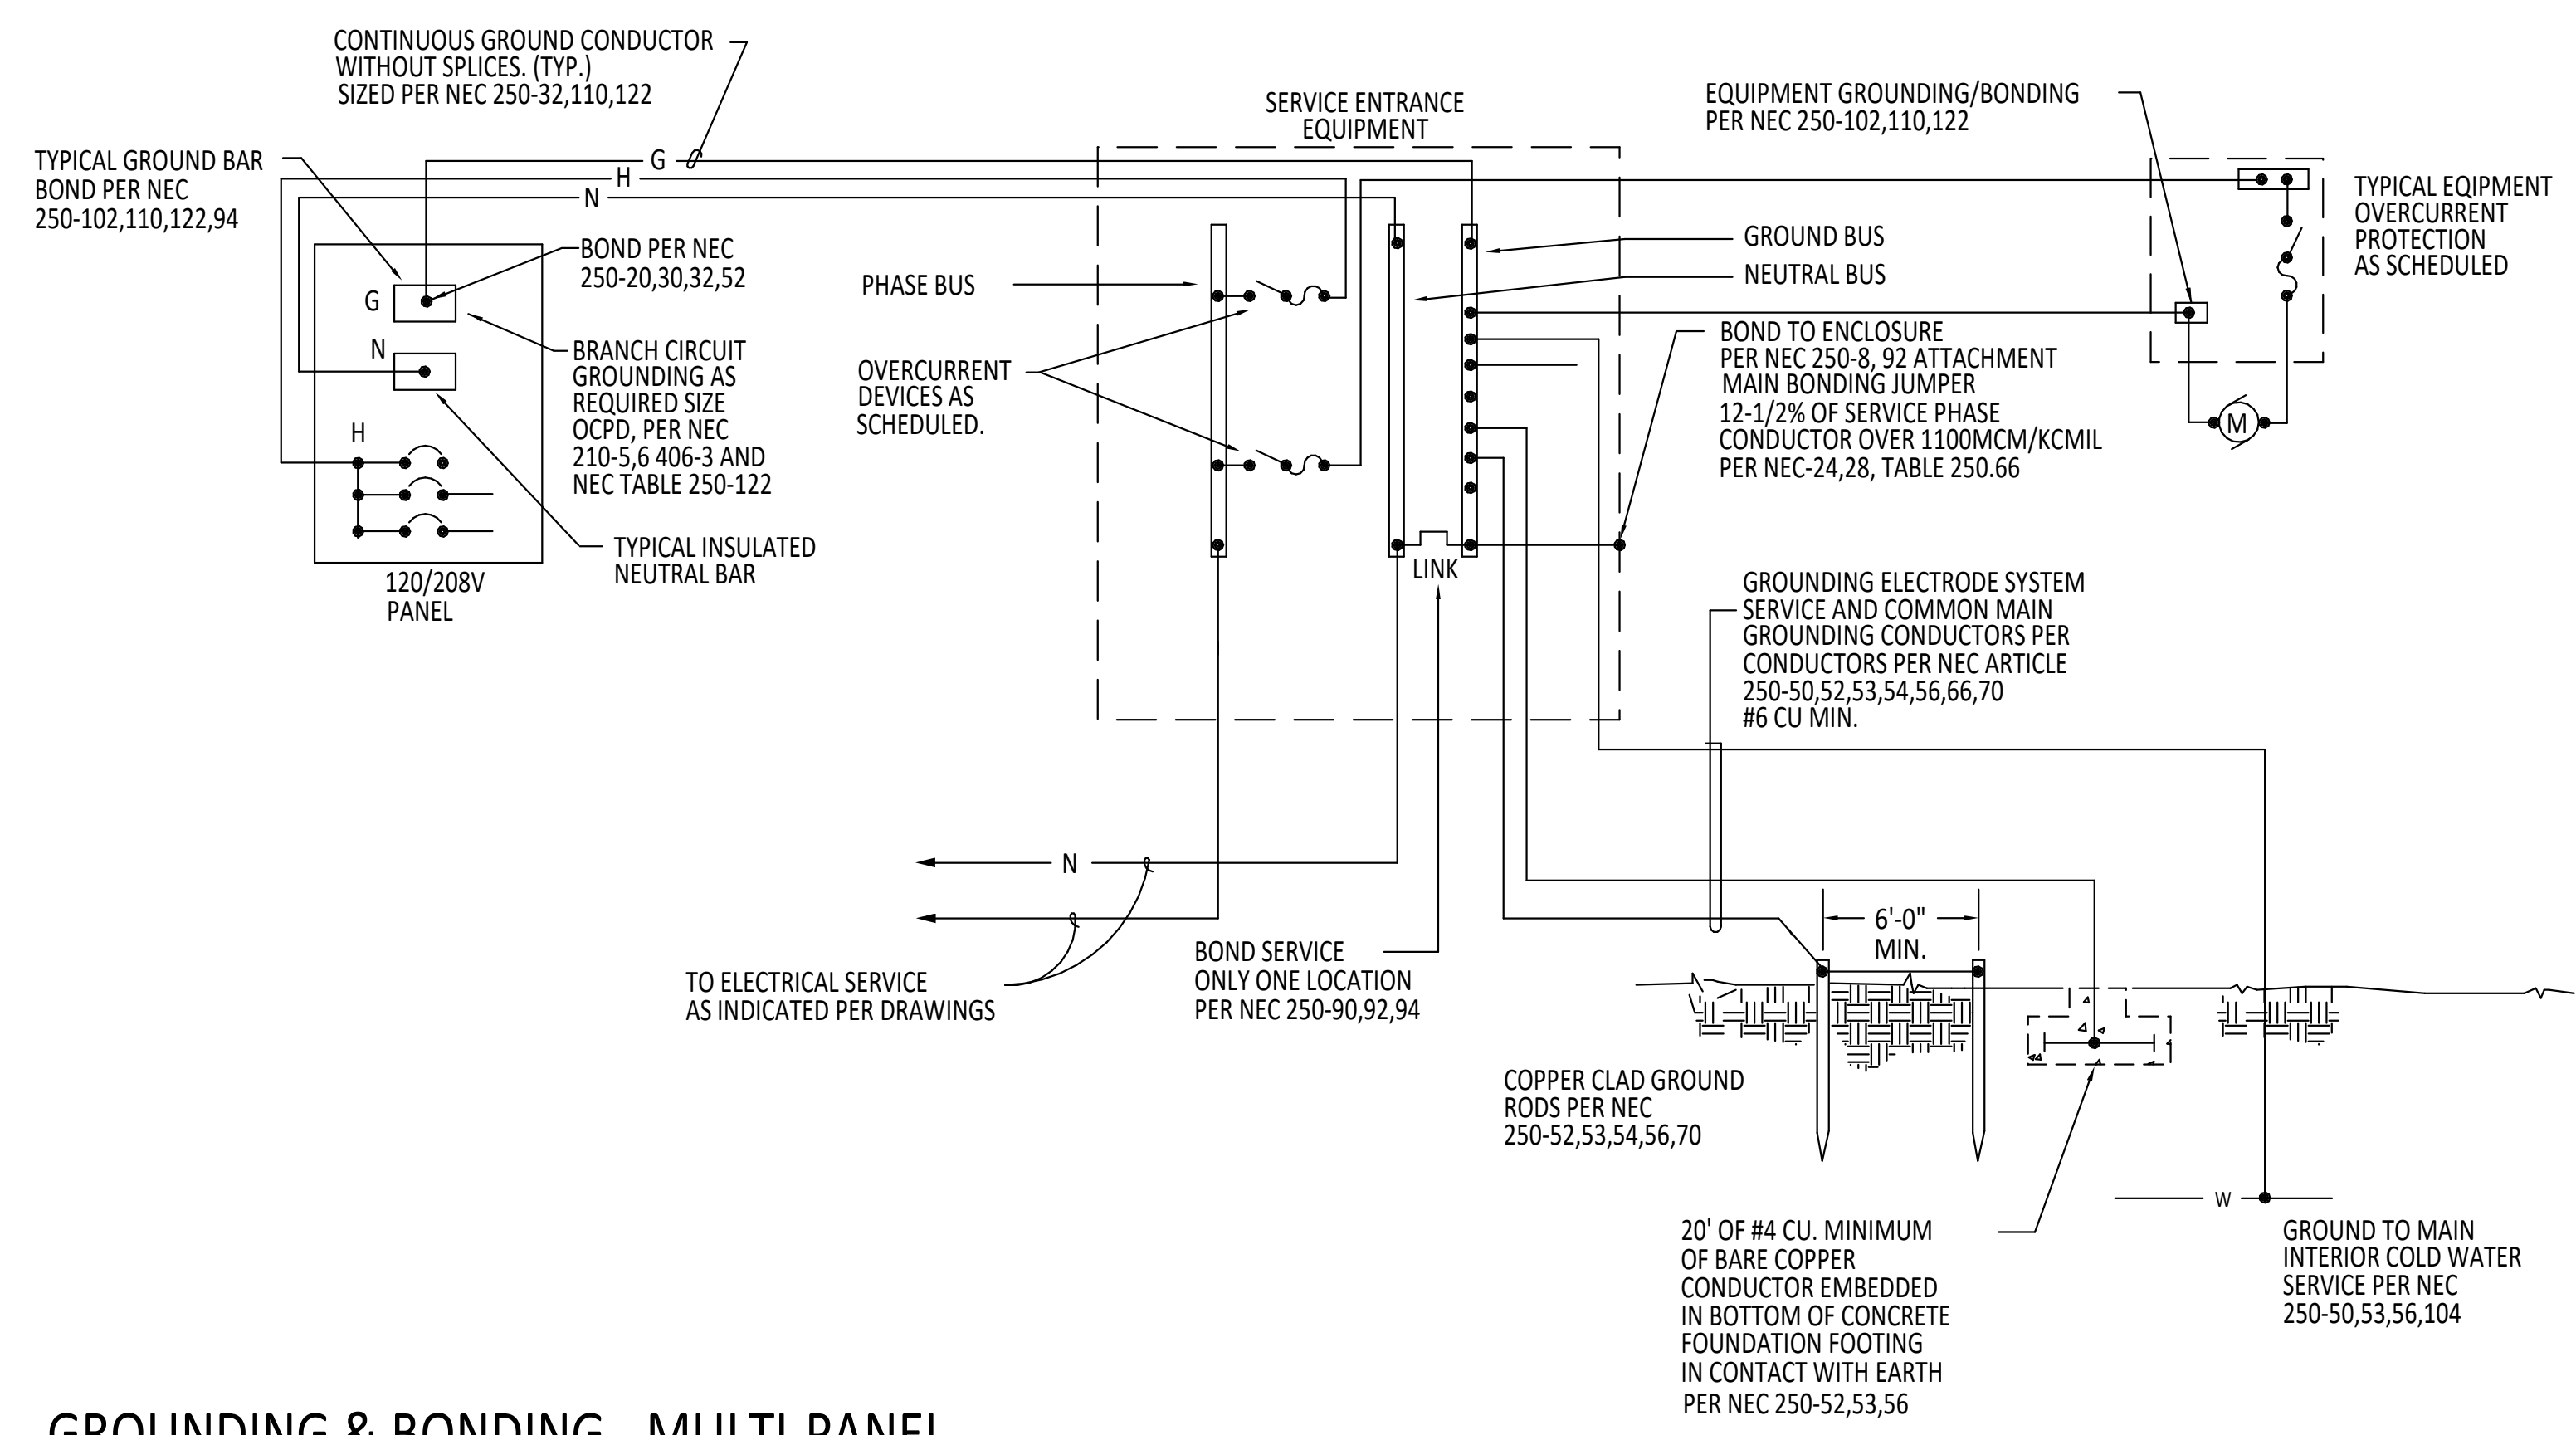 CONTINUOUS GROUND CONDUCTOR
WITHOUT SPLICES. (TYP.)
SIZED PER NEC 250-32,110,122
TYPICAL GROUND BAR
BOND PER NEC
250-102,110,122,94
G
H
N
BOND PER NEC
250-20,30,32,52
G
N
H
BRANCH CIRCUIT
GROUNDING AS
REQUIRED SIZE
OCPD, PER NEC
210-5,6 406-3 AND
NEC TABLE 250-122
TYPICAL INSULATED
NEUTRAL BAR
120/208V
PANEL
SERVICE ENTRANCE
EQUIPMENT
PHASE BUS
OVERCURRENT
DEVICES AS
SCHEDULED.
LINK
EQUIPMENT GROUNDING/BONDING
PER NEC 250-102,110,122
GROUND BUS
NEUTRAL BUS
BOND TO ENCLOSURE
PER NEC 250-8, 92 ATTACHMENT
MAIN BONDING JUMPER
12-1/2% OF SERVICE PHASE
CONDUCTOR OVER 1100MCM/KCMIL
PER NEC-24,28, TABLE 250.66
TYPICAL EQIPMENT
OVERCURRENT
PROTECTION
AS SCHEDULED
M
GROUNDING ELECTRODE SYSTEM
SERVICE AND COMMON MAIN
GROUNDING CONDUCTORS PER
CONDUCTORS PER NEC ARTICLE
250-50,52,53,54,56,66,70
#6 CU MIN.
N
TO ELECTRICAL SERVICE
AS INDICATED PER DRAWINGS
BOND SERVICE
ONLY ONE LOCATION
PER NEC 250-90,92,94
6'-0"
MIN.
COPPER CLAD GROUND
RODS PER NEC
250-52,53,54,56,70
W
20' OF #4 CU. MINIMUM
OF BARE COPPER
CONDUCTOR EMBEDDED
IN BOTTOM OF CONCRETE
FOUNDATION FOOTING
IN CONTACT WITH EARTH
PER NEC 250-52,53,56
GROUND TO MAIN
INTERIOR COLD WATER
SERVICE PER NEC
250-50,53,56,104
GROUNDING & BONDING - MULTI PANEL